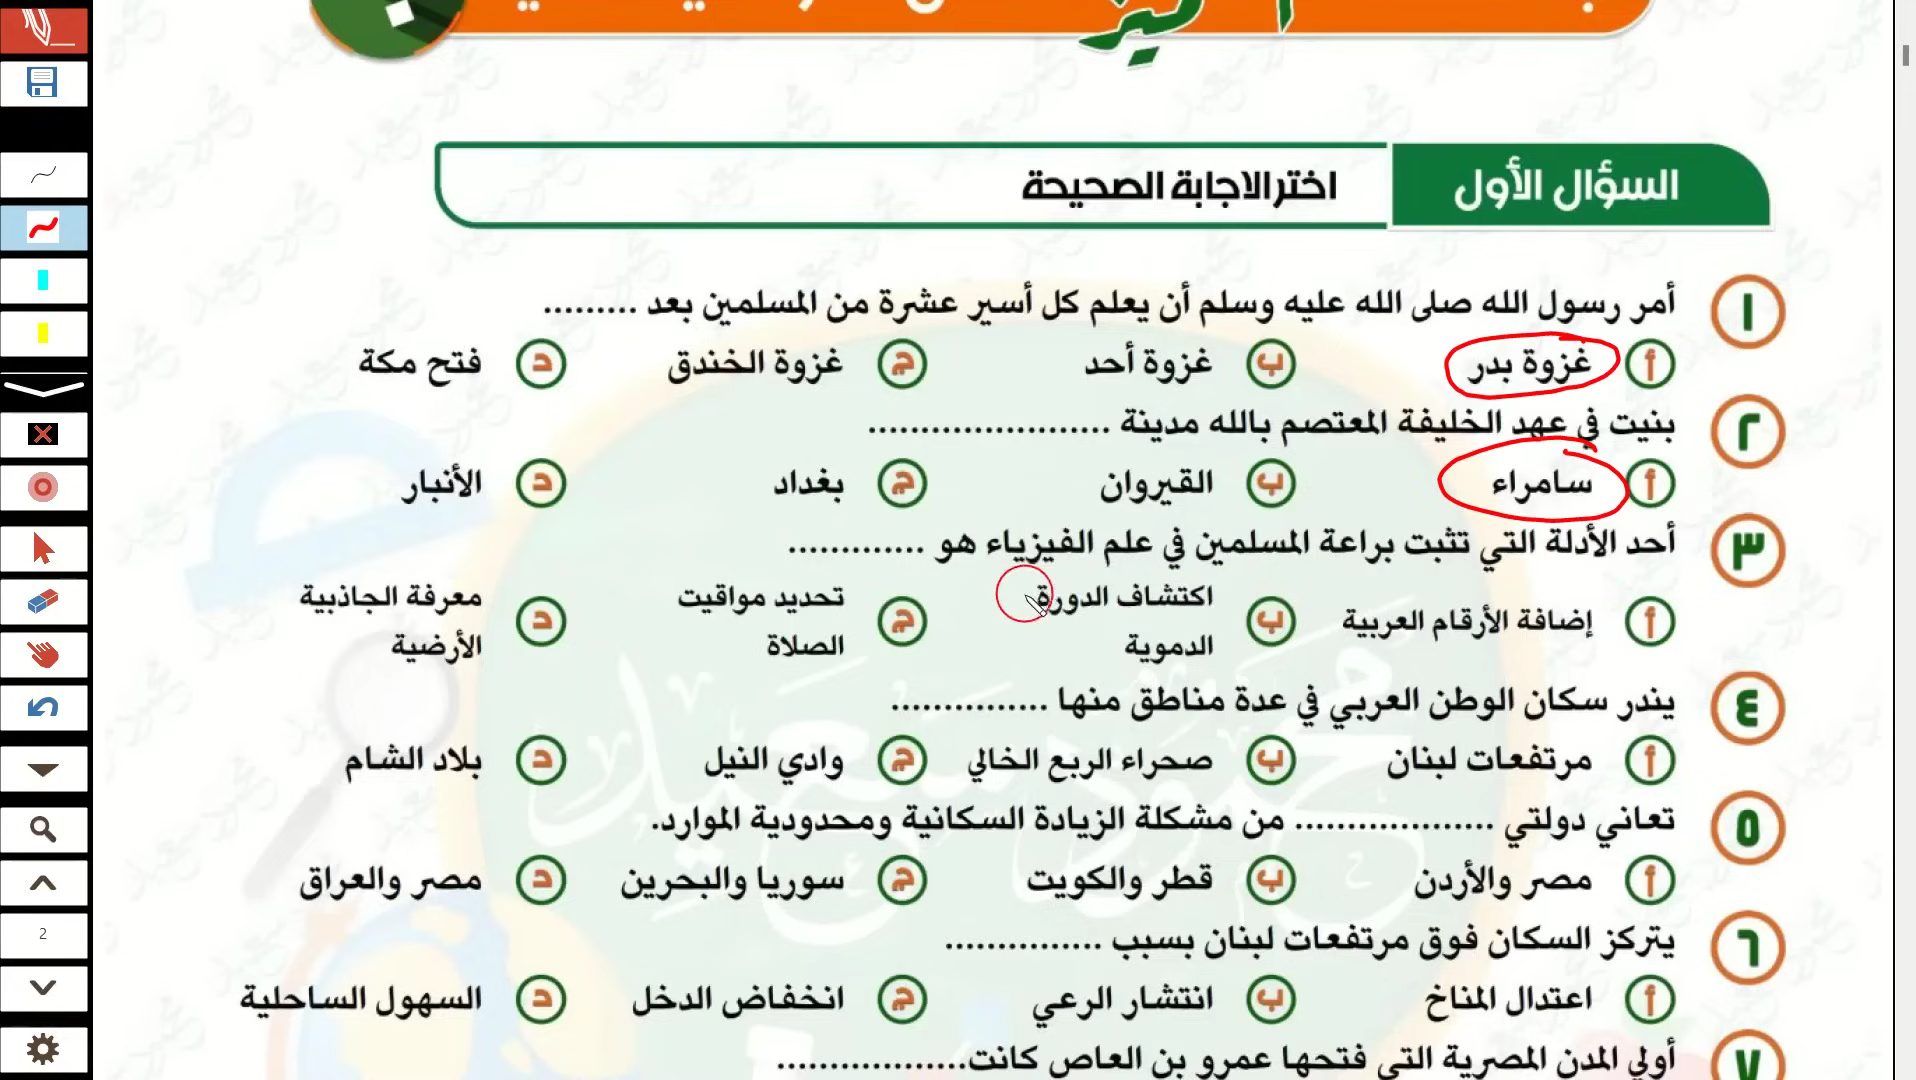 السؤال الأول
اختر الاجابة الصحيحة
١ أمر رسول الله صلى الله عليه وسلم أن يعلم كل أسير عشرة من المسلمين بعد .........
أ غزوة بدر ب غزوة أحد ج غزوة الخندق د فتح مكة
٢ بنيت في عهد الخليفة المعتصم بالله مدينة .......................
أ سامراء ب القيروان ج بغداد د الأنبار
٣ أحد الأدلة التي تثبت براعة المسلمين في علم الفيزياء هو .............
أ إضافة الأرقام العربية ب اكتشاف الدورة الدموية ج تحديد مواقيت الصلاة د معرفة الجاذبية الأرضية
٤ يندر سكان الوطن العربي في عدة مناطق منها ...............
أ مرتفعات لبنان ب صحراء الربع الخالي ج وادي النيل د بلاد الشام
٥ تعاني دولتي ................... من مشكلة الزيادة السكانية ومحدودية الموارد.
أ مصر والأردن ب قطر والكويت ج سوريا والبحرين د مصر والعراق
٦ يتركز السكان فوق مرتفعات لبنان بسبب ...............
أ اعتدال المناخ ب انتشار الرعي ج انخفاض الدخل د السهول الساحلية
٧ أولي المدن المصرية التي فتحها عمرو بن العاص كانت..................
2